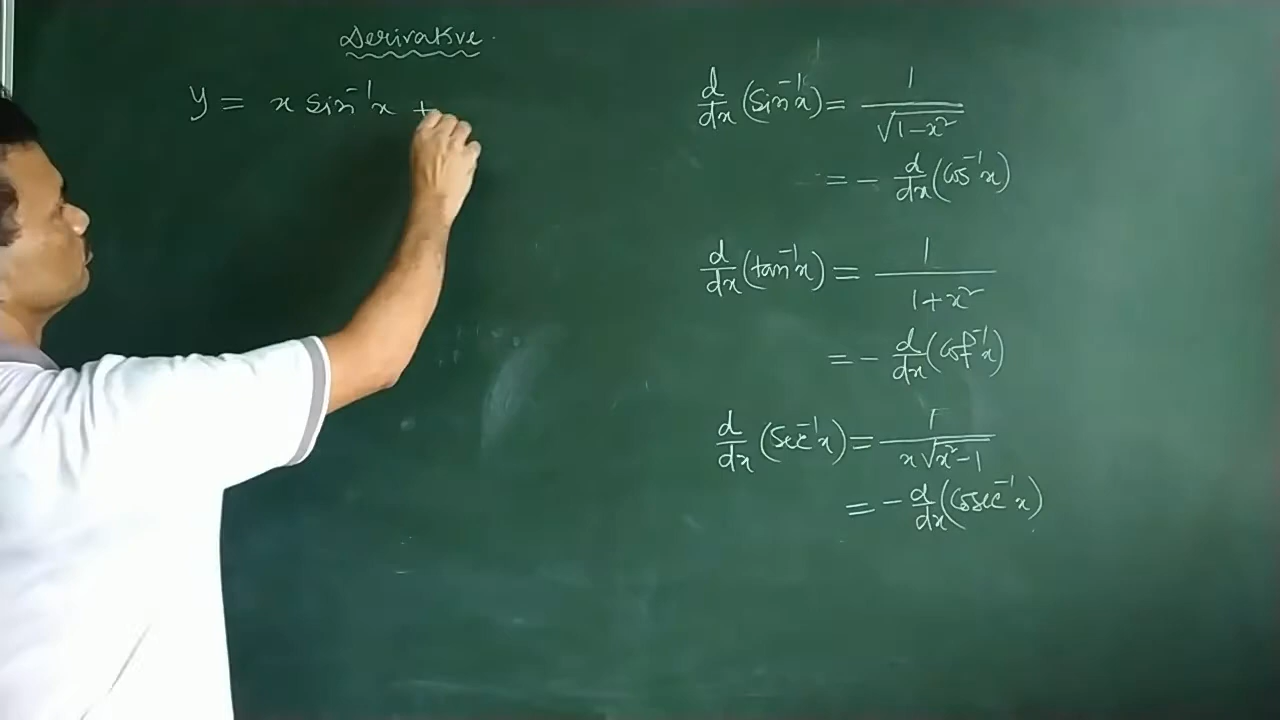 Derivative.
y = x sin⁻¹x +
d/dx (sin⁻¹x) = 1/√(1-x²)
= - d/dx (cos⁻¹x)
d/dx (tan⁻¹x) = 1/(1+x²)
= - d/dx (cot⁻¹x)
d/dx (sec⁻¹x) = 1/(x√(x²-1))
= - d/dx (cosec⁻¹x)